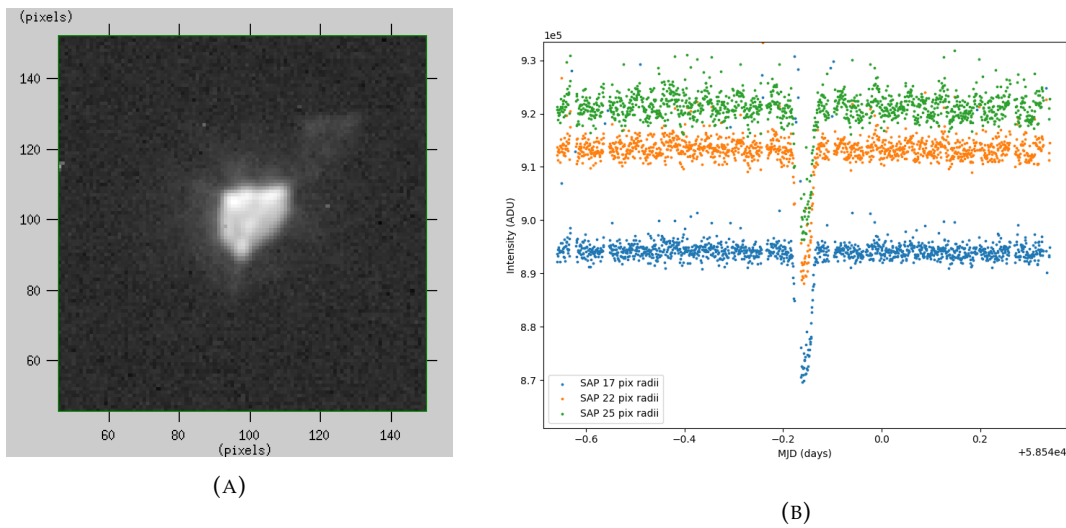 (pixels)
140
120
100
80
60
60 80 100 120 140
(pixels)
(A)
1e5
9.3
9.2
9.1
9.0
8.9
8.8
8.7
Intensity (ADU)
SAP 17 pix radii
SAP 22 pix radii
SAP 25 pix radii
−0.6 −0.4 −0.2 0.0 0.2
MJD (days)
+5.854e4
(B)